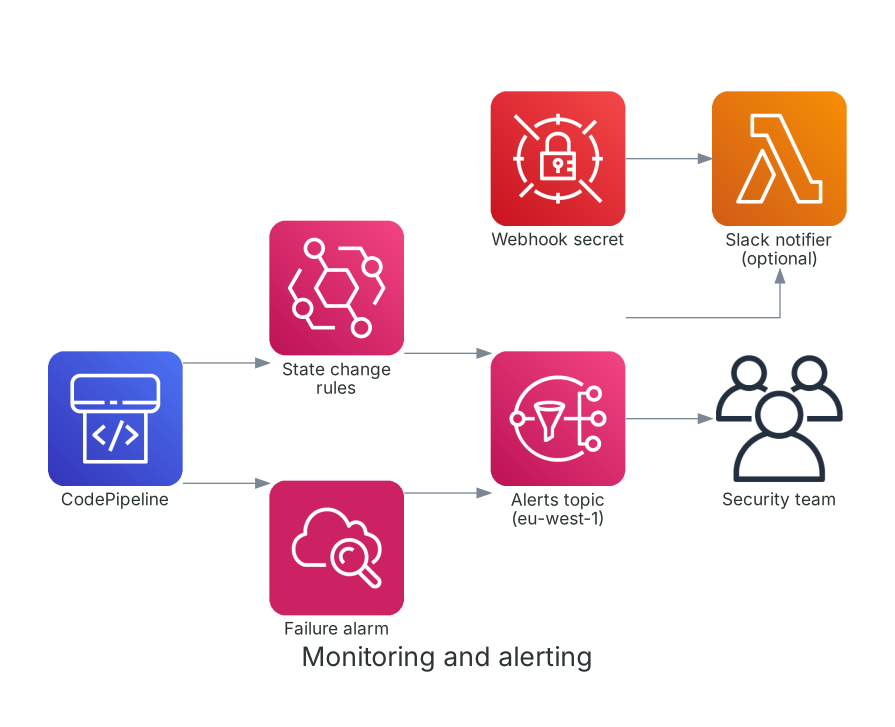 Webhook secret
Slack notifier
(optional)
State change
rules
CodePipeline
Alerts topic
(eu-west-1)
Security team
Failure alarm
Monitoring and alerting